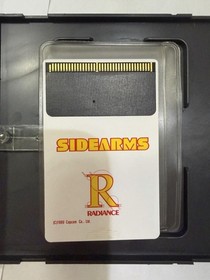 SIDEARMS
R
RADIANCE
©1989 Capcom Co. Ltd.